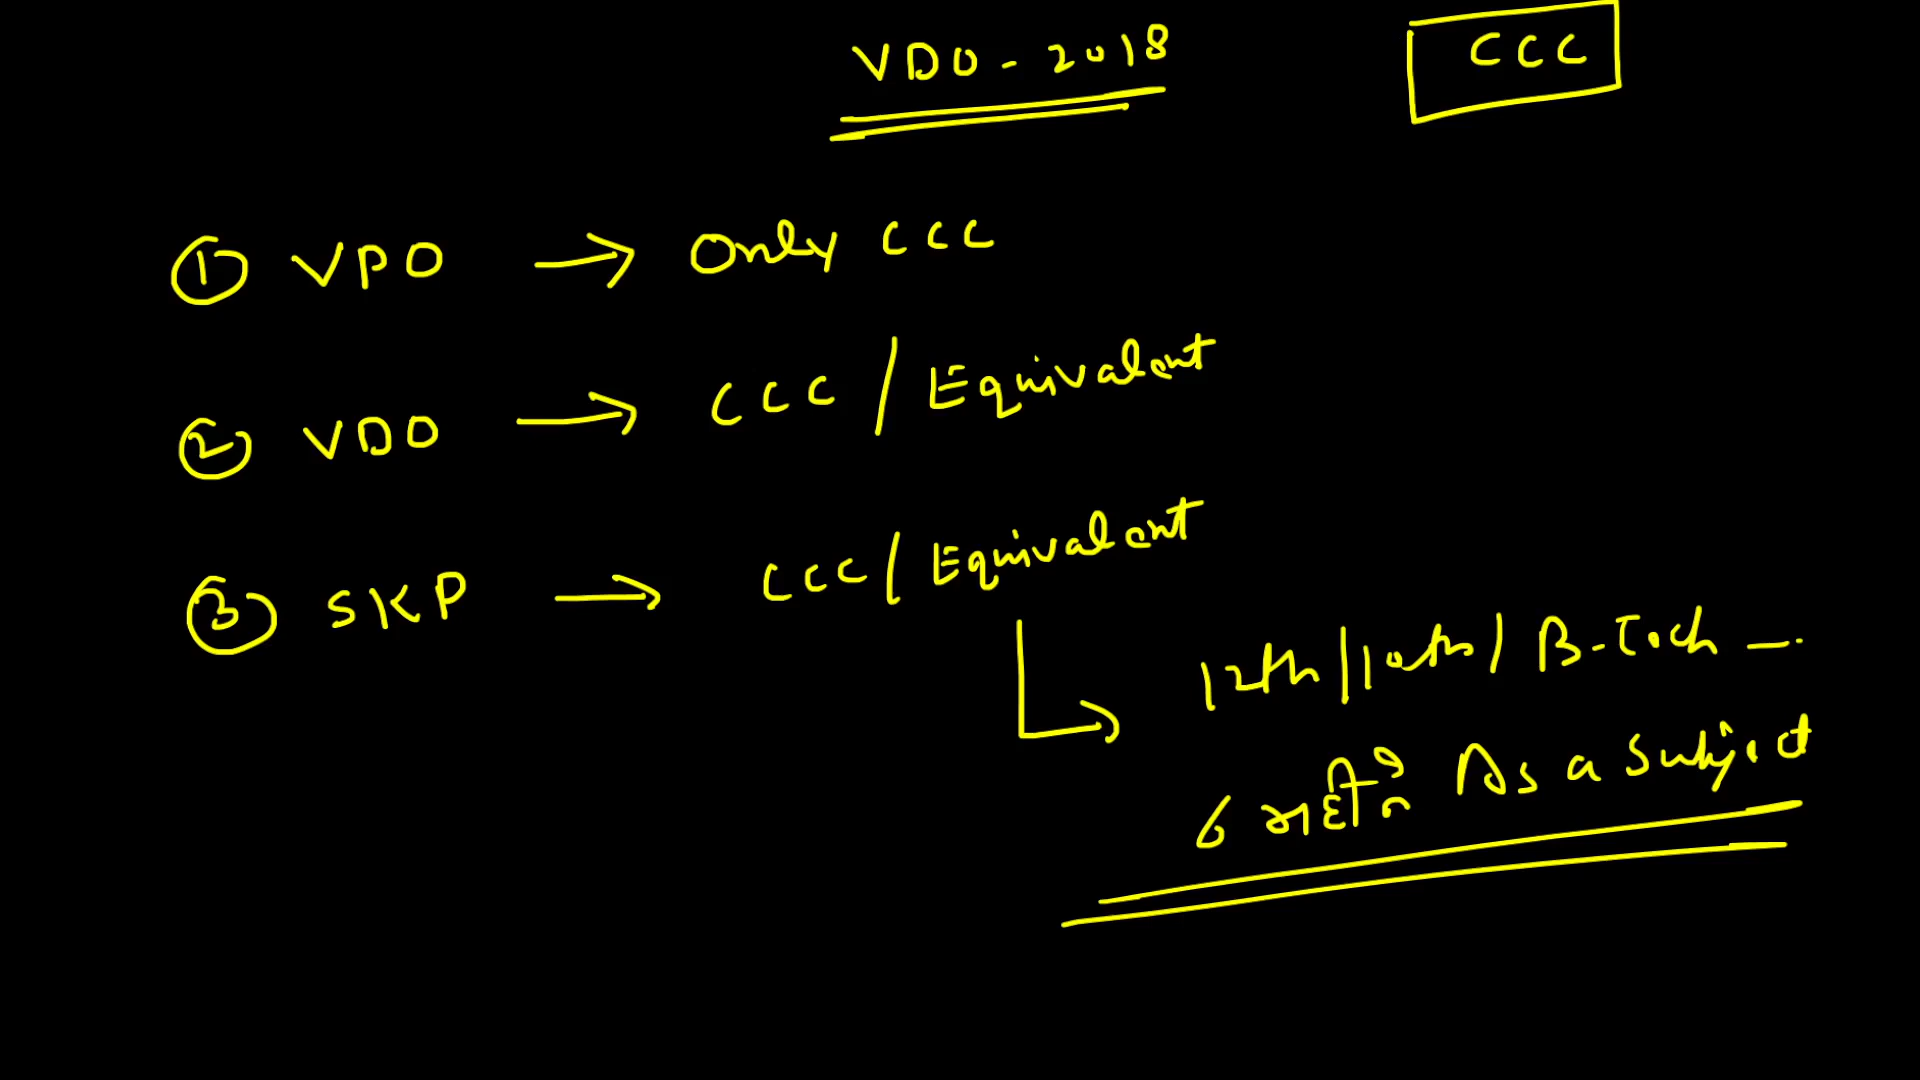 VDO - 2018
CCC
① VPO → Only CCC
② VDO → CCC / Equivalent
③ SKP → CCC / Equivalent
12th / 10th / B-Tech - ..
6 महीने As a Subject